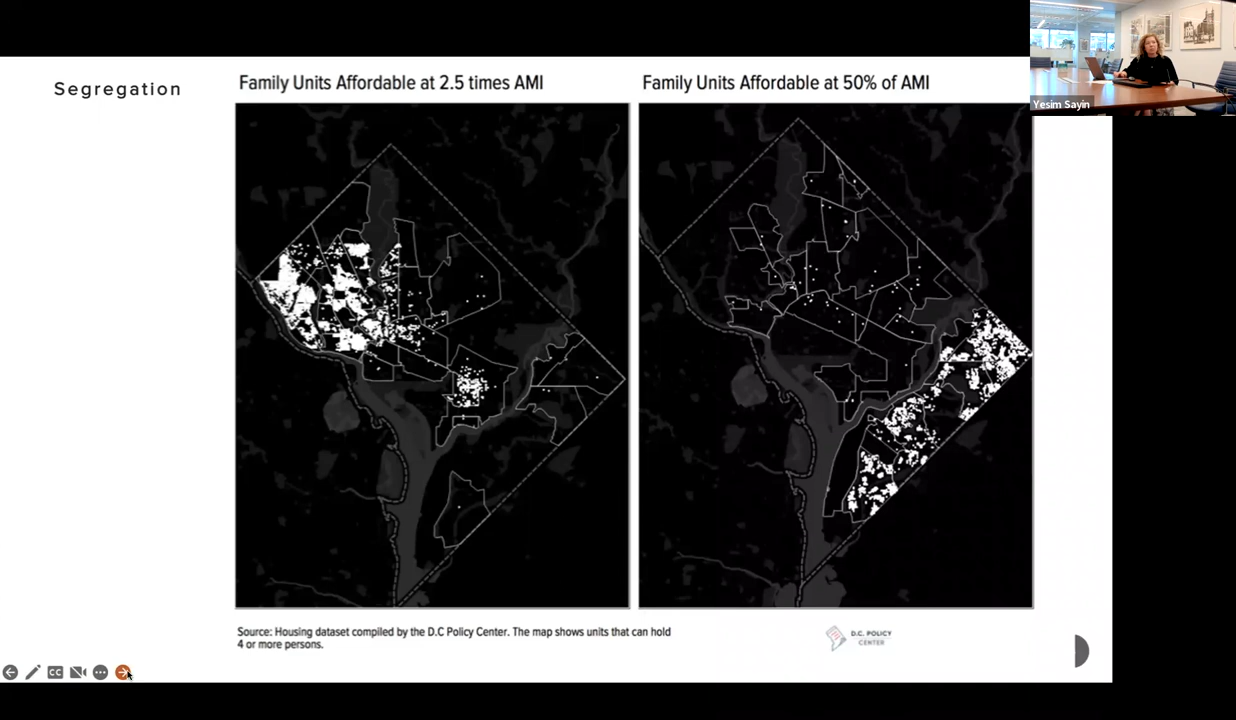 Segregation
Family Units Affordable at 2.5 times AMI
Family Units Affordable at 50% of AMI
Yesim Sayin
Source: Housing dataset compiled by the D.C Policy Center. The map shows units that can hold
4 or more persons.
D.C. POLICY
CENTER
CC